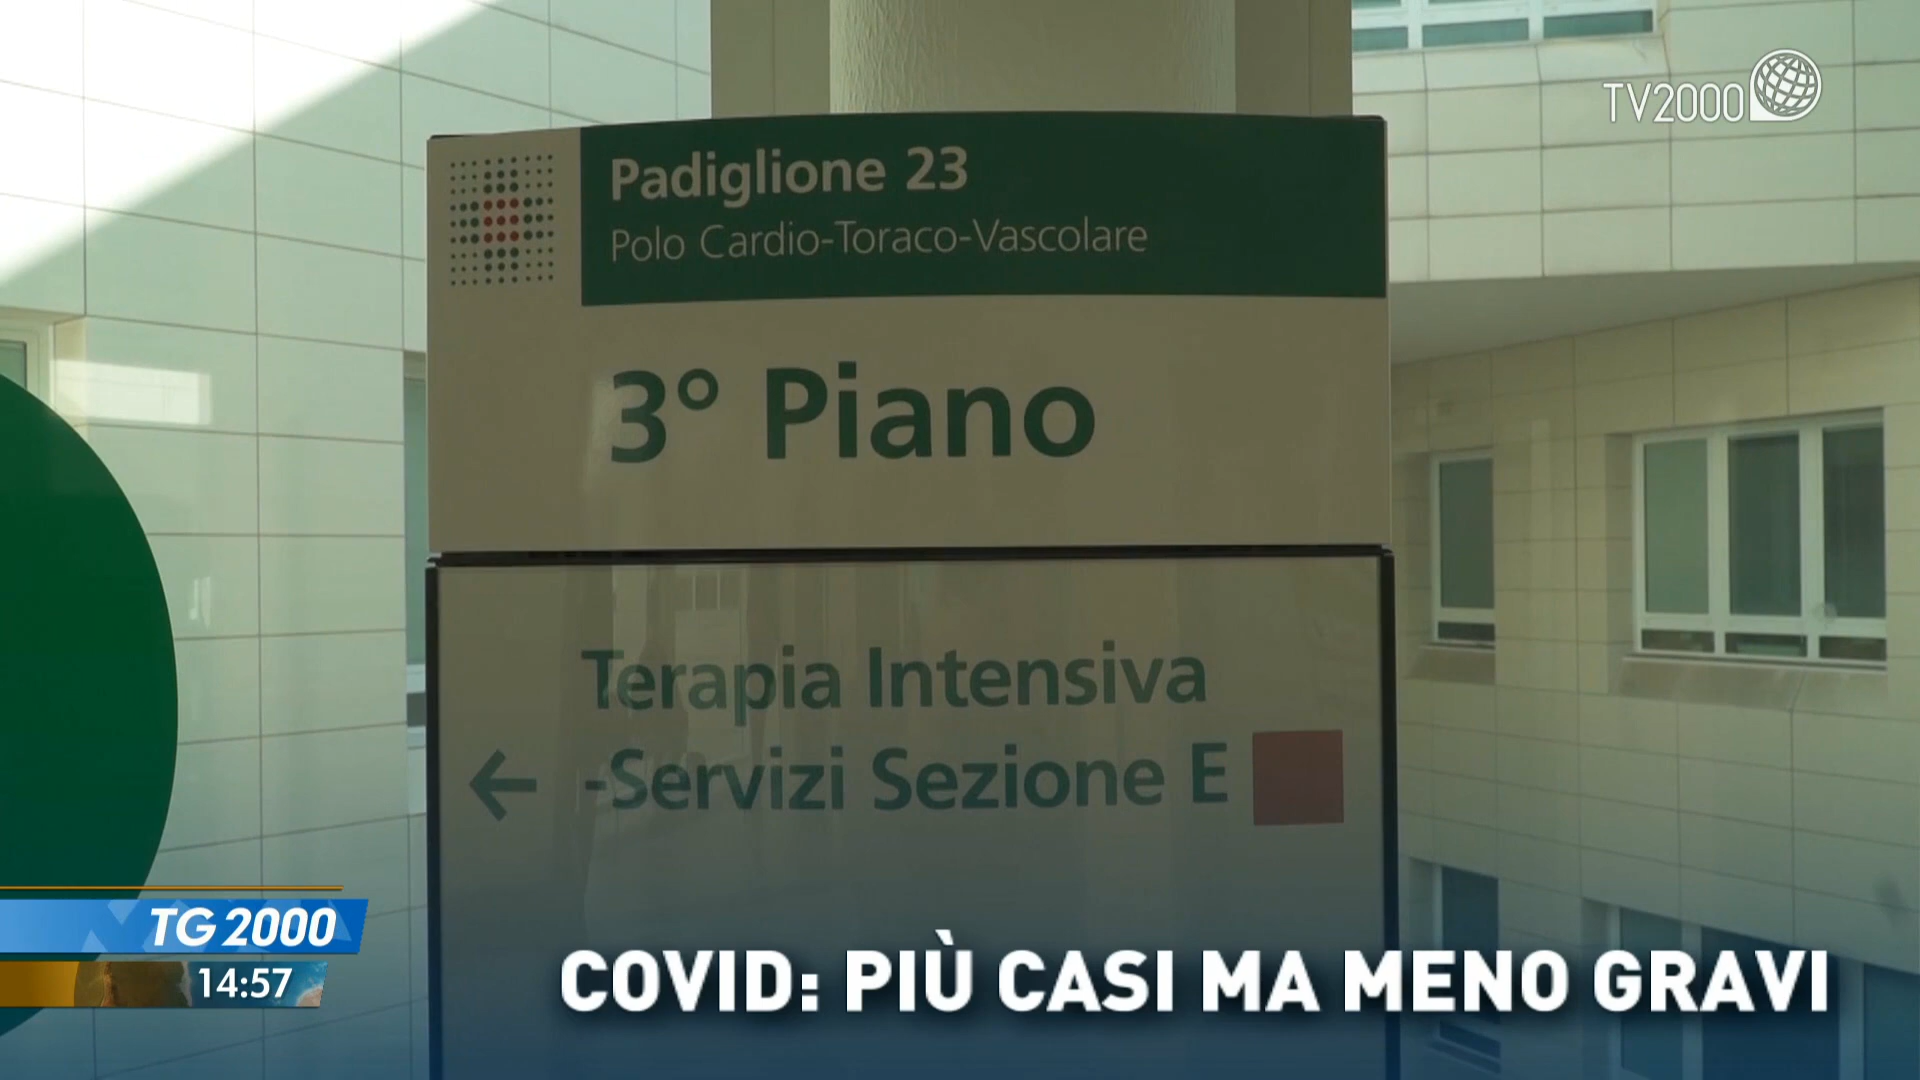 TV2000
Padiglione 23
Polo Cardio-Toraco-Vascolare
3° Piano
Terapia Intensiva
-Servizi Sezione E
TG 2000
14:57
COVID: PIÙ CASI MA MENO GRAVI